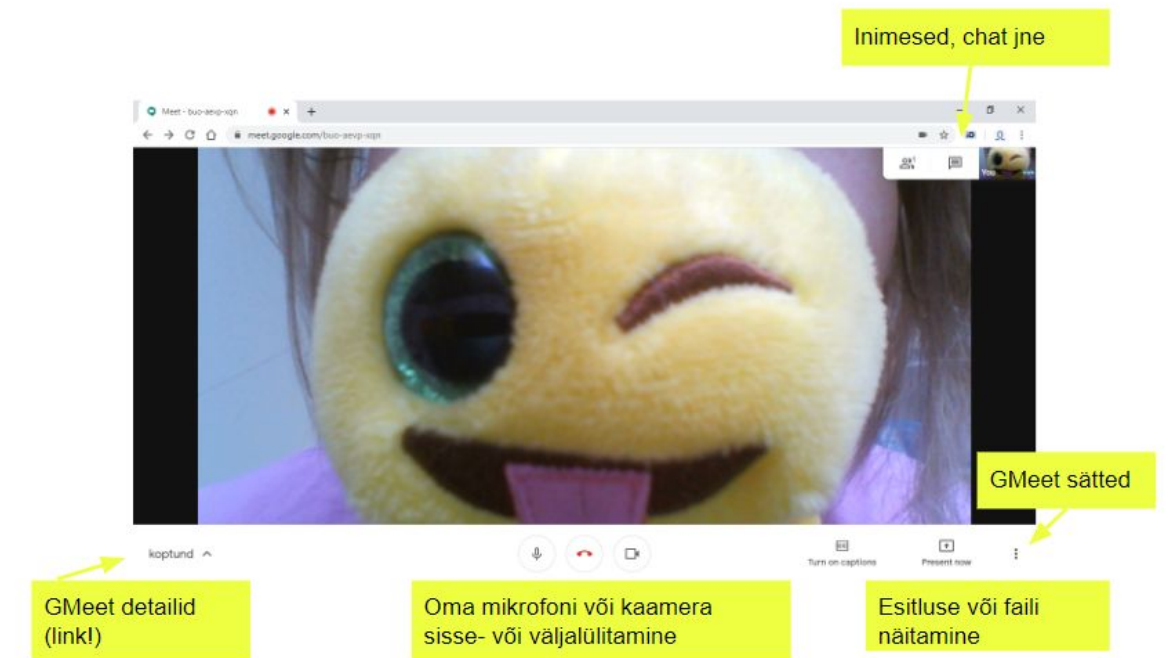 Inimesed, chat jne
Meet - buo-aevp-xqn
meet.google.com/buo-aevp-xqn
1
You
GMeet sätted
koptund
Turn on captions
Present now
GMeet detailid
(link!)
Oma mikrofoni või kaamera
sisse- või väljalülitamine
Esitluse või faili
näitamine